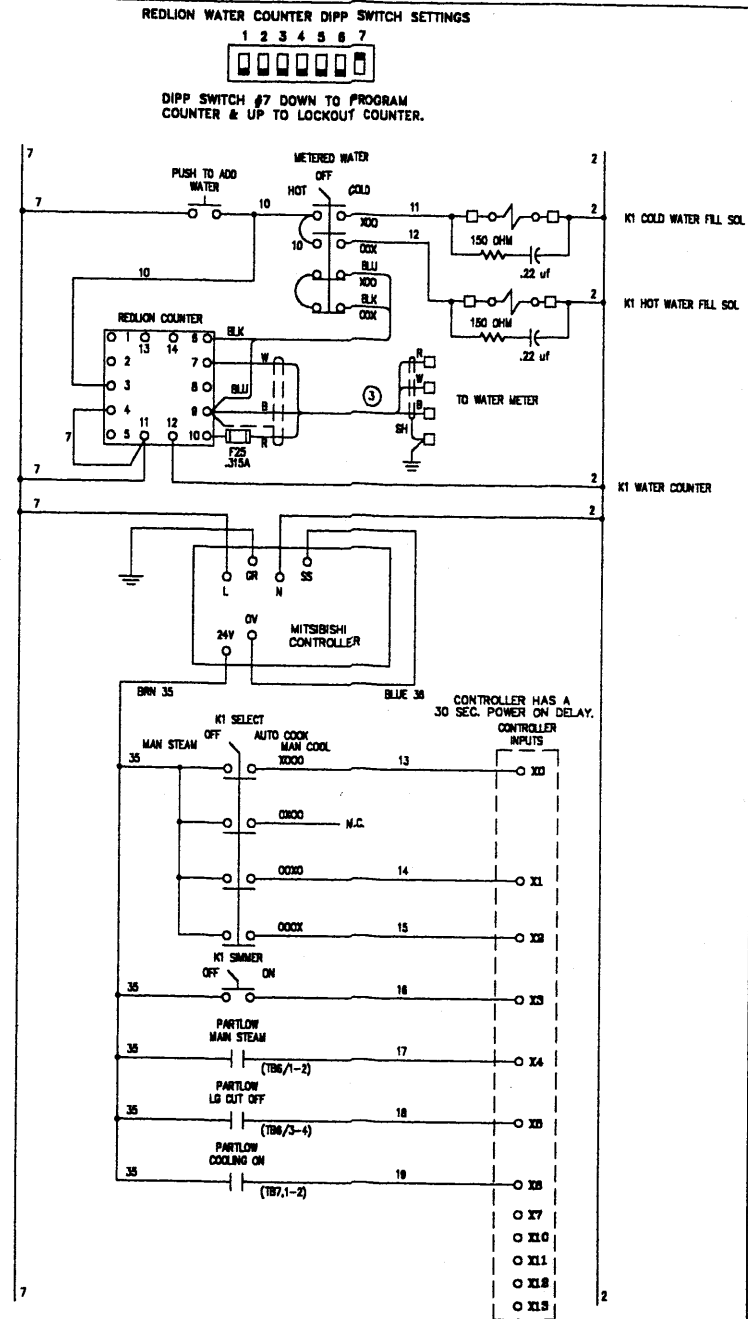 REDLION WATER COUNTER DIPP SWITCH SETTINGS
1 2 3 4 5 6 7
DIPP SWITCH #7 DOWN TO PROGRAM
COUNTER & UP TO LOCKOUT COUNTER.
7
2
METERED WATER
OFF
HOT COLD
PUSH TO ADD
WATER
7
10
XOO
11
2
K1 COLD WATER FILL SOL
150 OHM
.22 uf
10
OOX
12
BLU
XOO
BLK
OOX
2
K1 HOT WATER FILL SOL
150 OHM
.22 uf
10
REDLION COUNTER
1
13
14
6
BLK
2
7
W
3
8
BLU
4
9
B
5
11
12
10
R
F25
.315A
3
R
W
B
SH
TO WATER METER
7
7
2
K1 WATER COUNTER
7
2
L
GR
N
SS
24V
0V
MITSIBISHI
CONTROLLER
BRN 35
BLUE 36
CONTROLLER HAS A
30 SEC. POWER ON DELAY.
CONTROLLER
INPUTS
K1 SELECT
OFF AUTO COOK
MAN STEAM MAN COOL
35
XOOO
13
X0
OXOO
N.C.
OOXO
14
X1
OOOX
15
X2
K1 SIMMER
OFF ON
35
16
X3
PARTLOW
MAIN STEAM
35
(TB6/1-2)
17
X4
PARTLOW
LG CUT OFF
35
(TB6/3-4)
18
X5
PARTLOW
COOLING ON
35
(TB7,1-2)
19
X6
X7
X10
X11
X12
X13
7
2